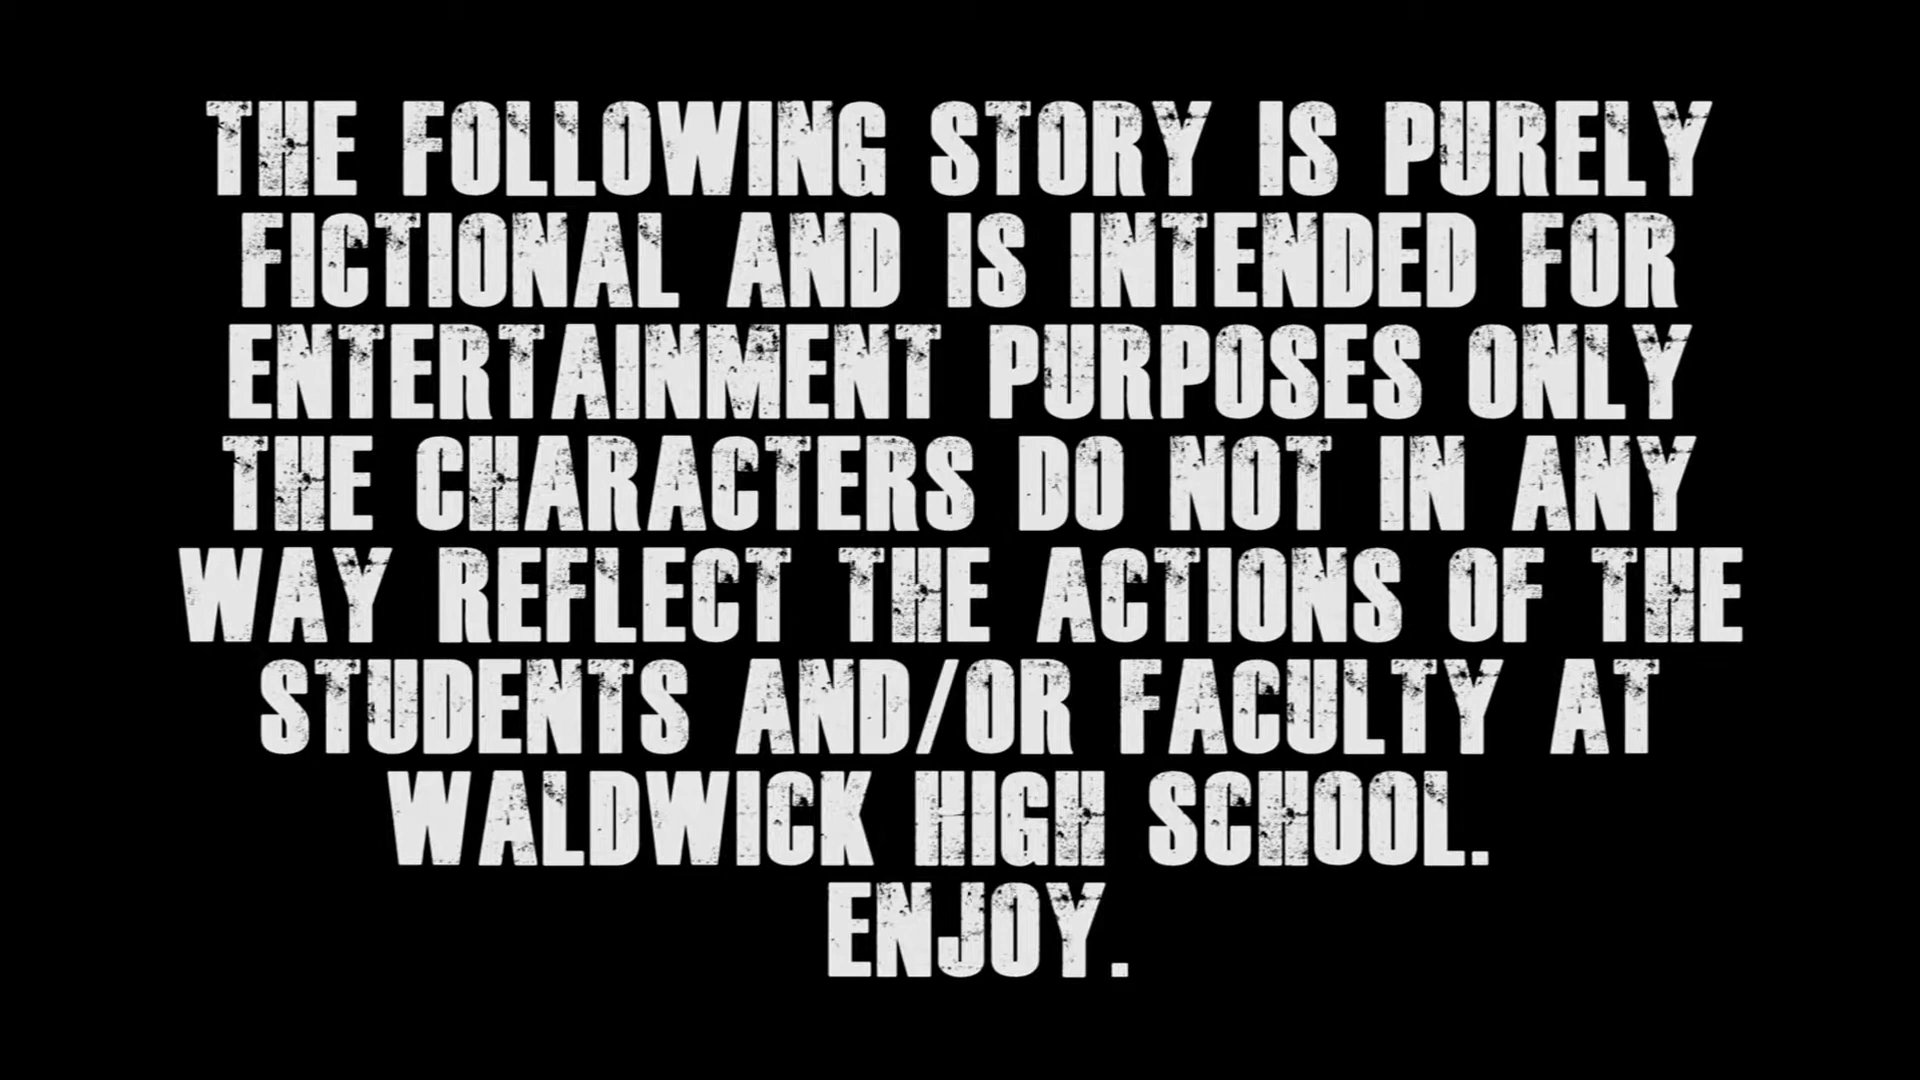 THE FOLLOWING STORY IS PURELY
FICTIONAL AND IS INTENDED FOR
ENTERTAINMENT PURPOSES ONLY
THE CHARACTERS DO NOT IN ANY
WAY REFLECT THE ACTIONS OF THE
STUDENTS AND/OR FACULTY AT
WALDWICK HIGH SCHOOL.
ENJOY.